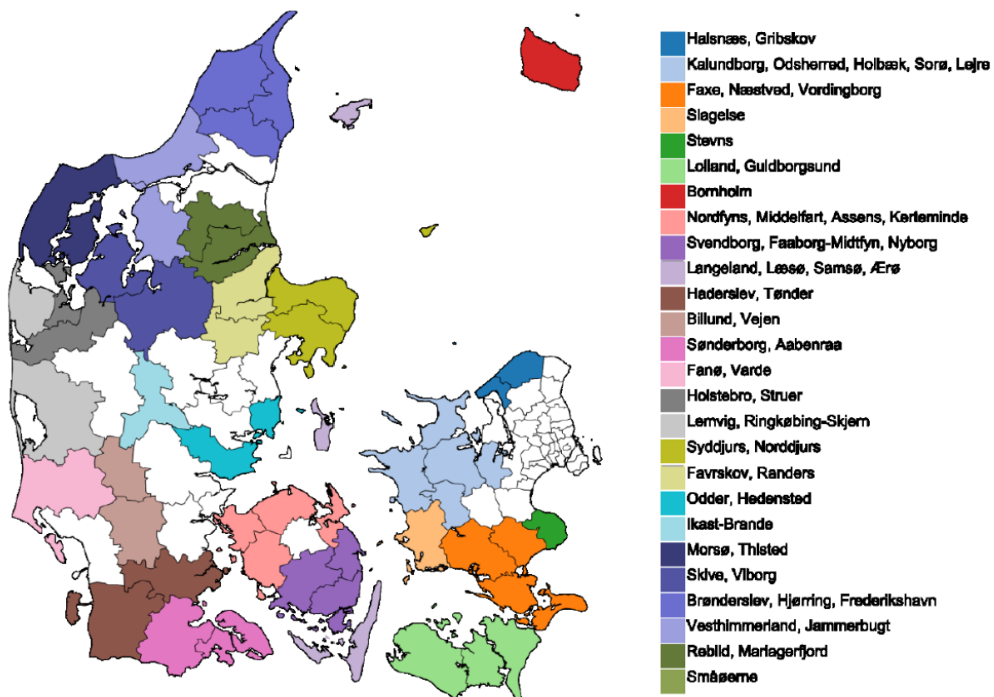 Halsnæs, Gribskov
Kalundborg, Odsherred, Holbæk, Sorø, Lejre
Faxe, Næstved, Vordingborg
Slagelse
Stevns
Lolland, Guldborgsund
Bornholm
Nordfyns, Middelfart, Assens, Kerteminde
Svendborg, Faaborg-Midtfyn, Nyborg
Langeland, Læsø, Samsø, Ærø
Haderslev, Tønder
Billund, Vejen
Sønderborg, Aabenraa
Fanø, Varde
Holstebro, Struer
Lemvig, Ringkøbing-Skjern
Syddjurs, Norddjurs
Favrskov, Randers
Odder, Hedensted
Ikast-Brande
Morsø, Thisted
Skive, Viborg
Brønderslev, Hjørring, Frederikshavn
Vesthimmerland, Jammerbugt
Rebild, Mariagerfjord
Småøerne